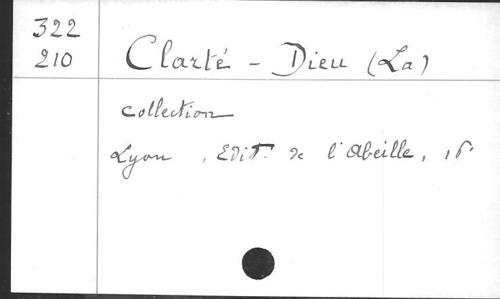 322
210
Clarté - Dieu (La)
collection
Lyon, Edit. de l'Abeille, 16°